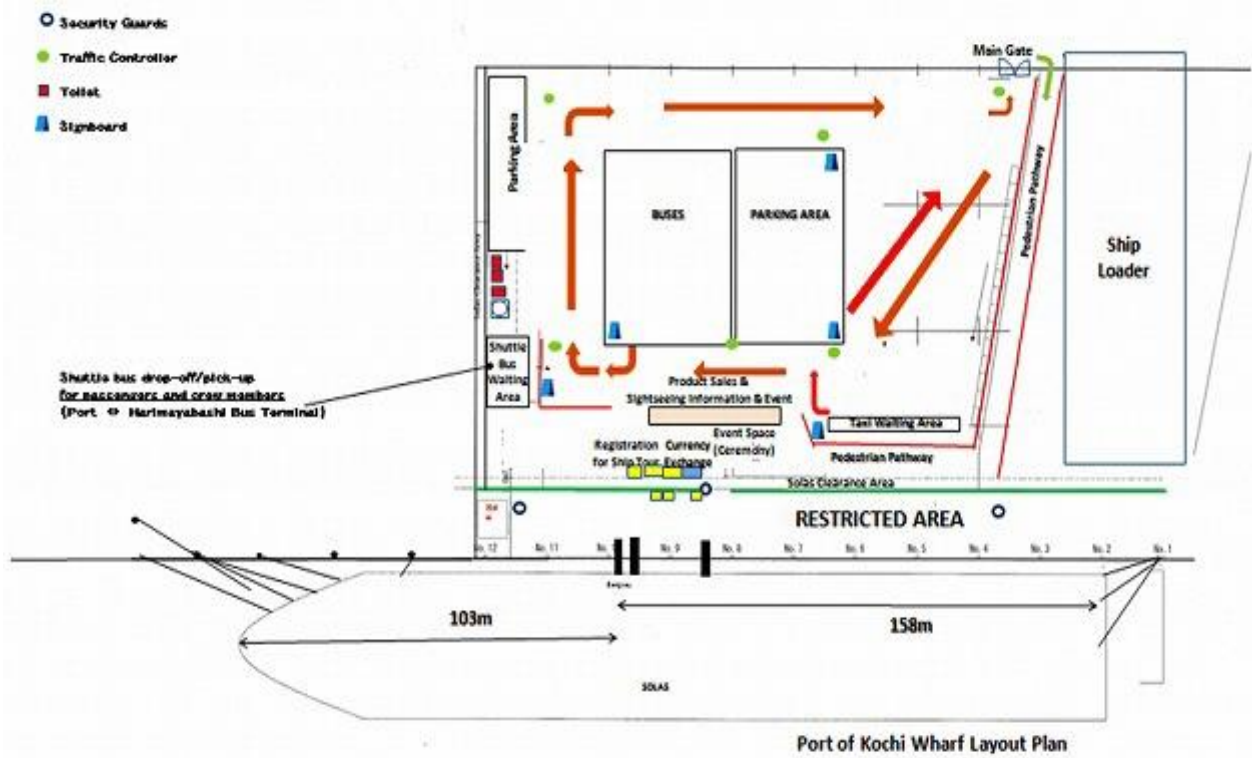 Security Guards
Traffic Controller
Toilet
Signboard
Main Gate
Parking Area
BUSES
PARKING AREA
Pedestrian Pathway
Ship
Loader
Shuttle
Bus
Waiting
Area
Shuttle bus drop-off/pick-up
for passengers and crew members
(Port ⇔ Harimayabashi Bus Terminal)
Product Sales &
Sightseeing Information & Event
Event Space
(Ceremony)
Taxi Waiting Area
Registration
for Ship Tour
Currency
Exchange
Pedestrian Pathway
Solas Clearance Area
RESTRICTED AREA
No. 12
No. 11
No. 9
No. 8
No. 7
No. 6
No. 5
No. 4
No. 3
No. 2
No. 1
103m
158m
SOLAS
Port of Kochi Wharf Layout Plan